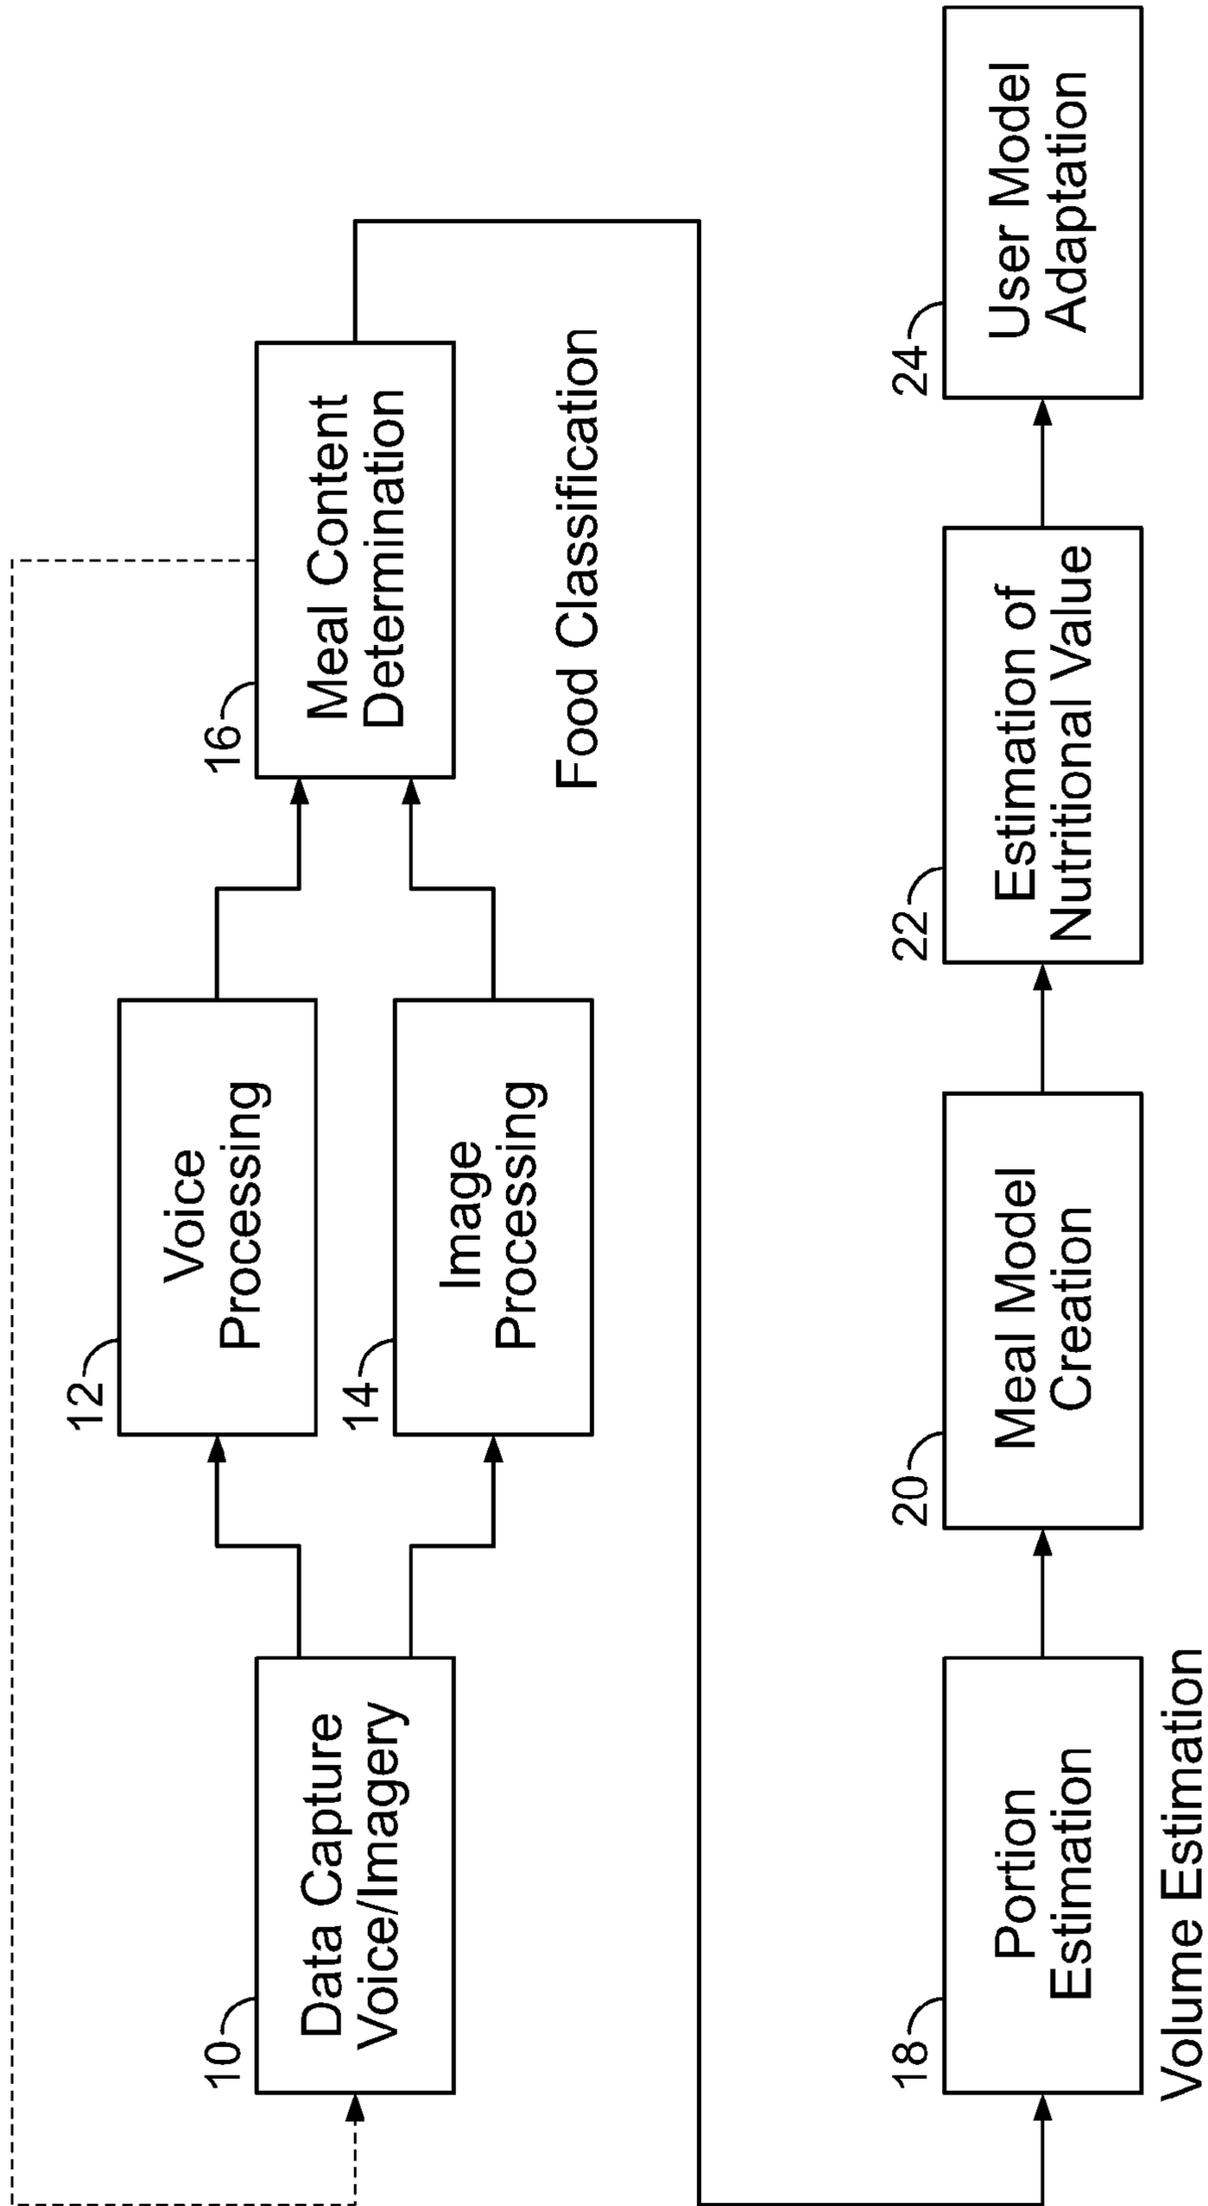 10
Data Capture
Voice/Imagery
12
Voice
Processing
14
Image
Processing
16
Meal Content
Determination
Food Classification
18
Portion
Estimation
Volume Estimation
20
Meal Model
Creation
22
Estimation of
Nutritional Value
24
User Model
Adaptation